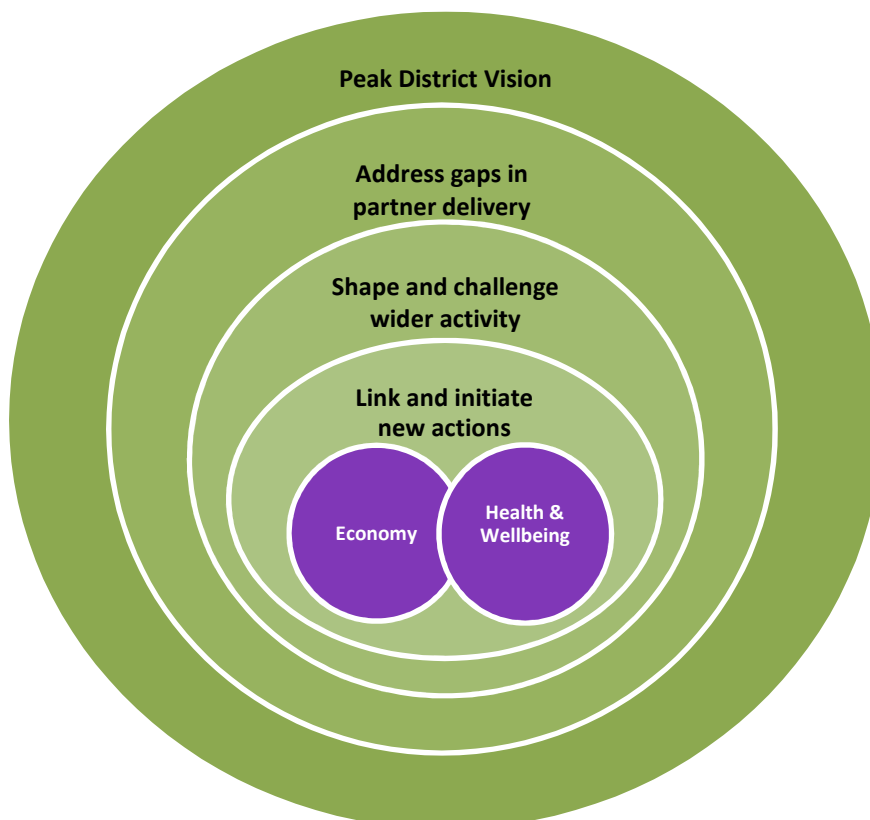 Peak District Vision
Address gaps in
partner delivery
Shape and challenge
wider activity
Link and initiate
new actions
Economy
Health &
Wellbeing